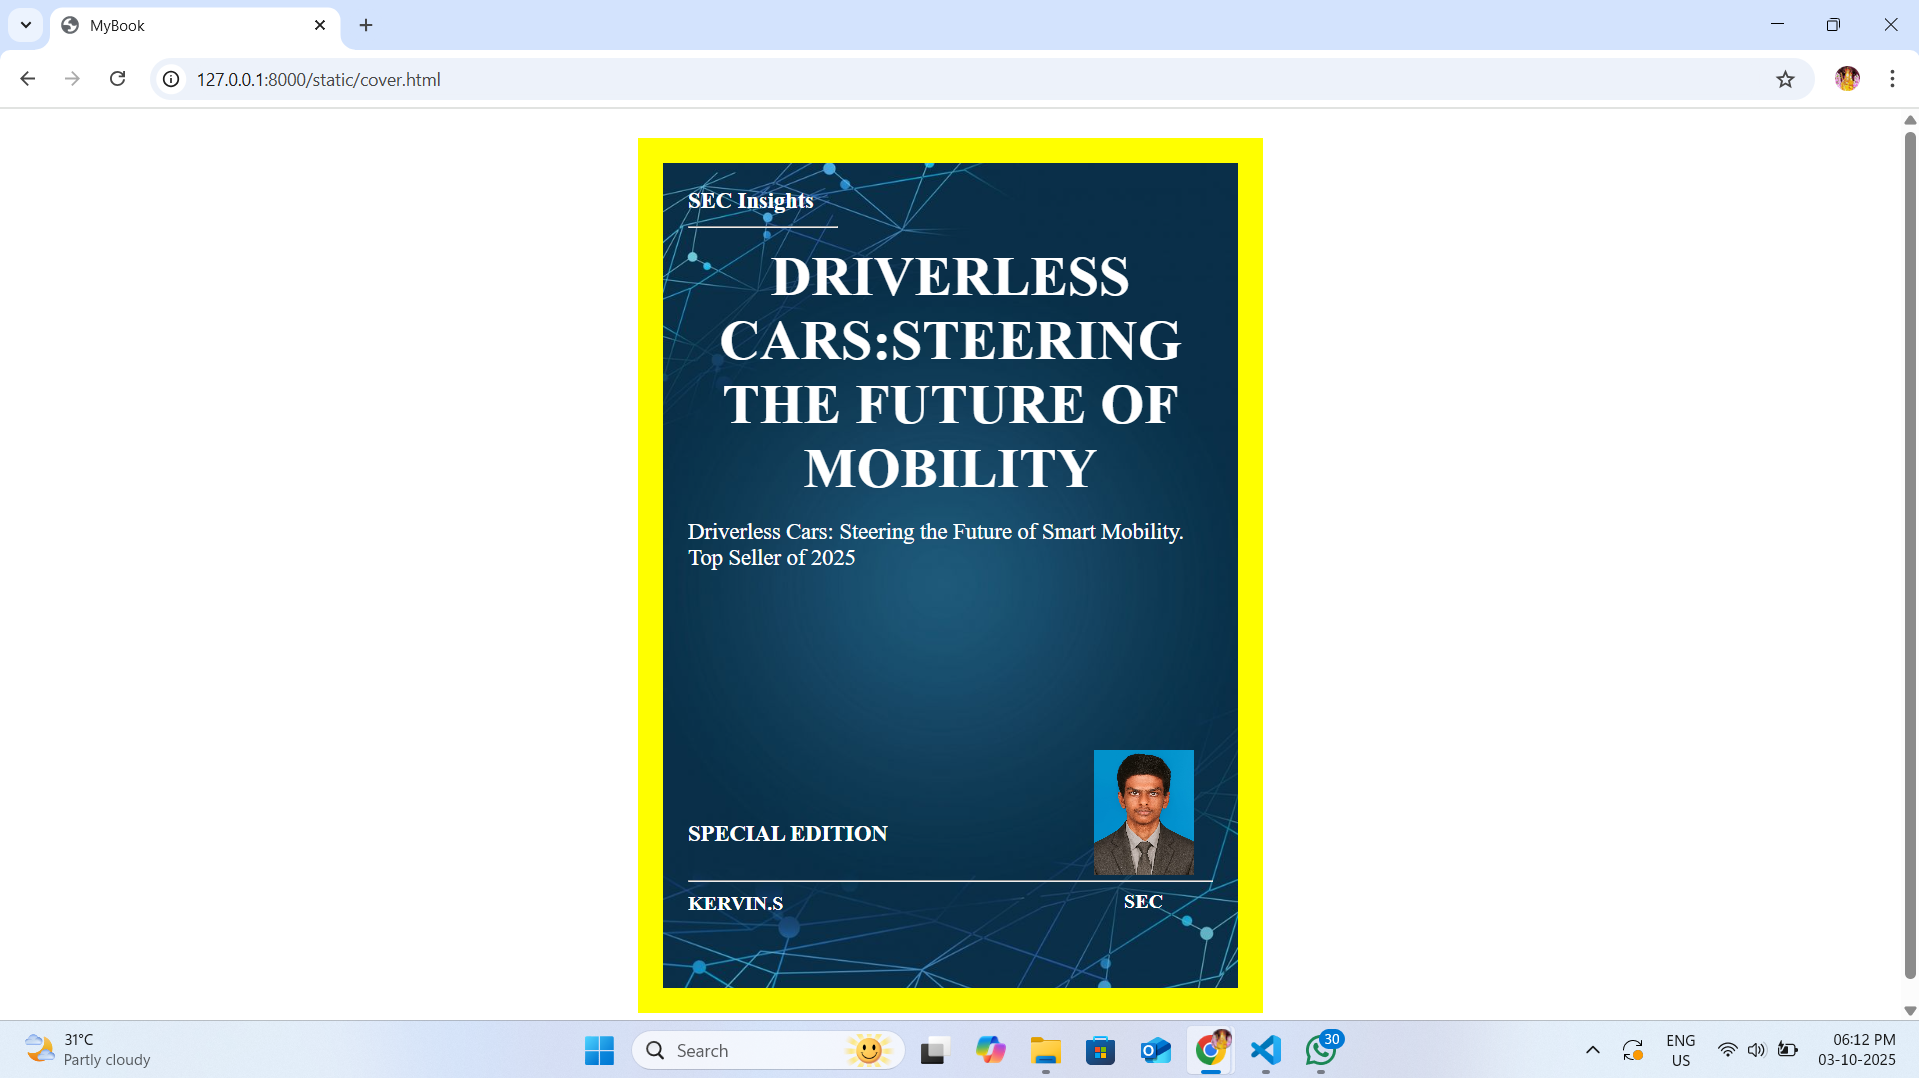 MyBook
127.0.0.1:8000/static/cover.html
SEC Insights
DRIVERLESS
CARS:STEERING
THE FUTURE OF
MOBILITY
Driverless Cars: Steering the Future of Smart Mobility.
Top Seller of 2025
SPECIAL EDITION
KERVIN.S
SEC
31°C
Partly cloudy
Search
30
ENG
US
06:12 PM
03-10-2025